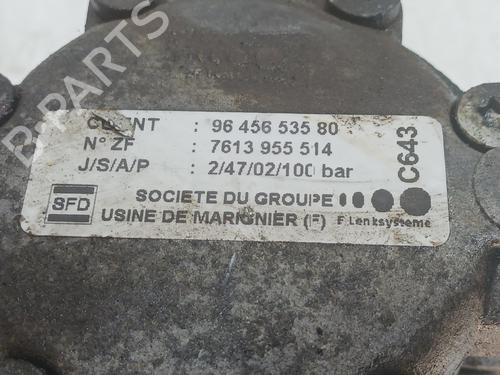 B-PARTS
CLIENT : 96 456 535 80
N° ZF : 7613 955 514
J/S/A/P : 2/47/02/100 bar
C643
SFD
SOCIETE DU GROUPE
USINE DE MARIGNIER (F)
F Lenksysteme